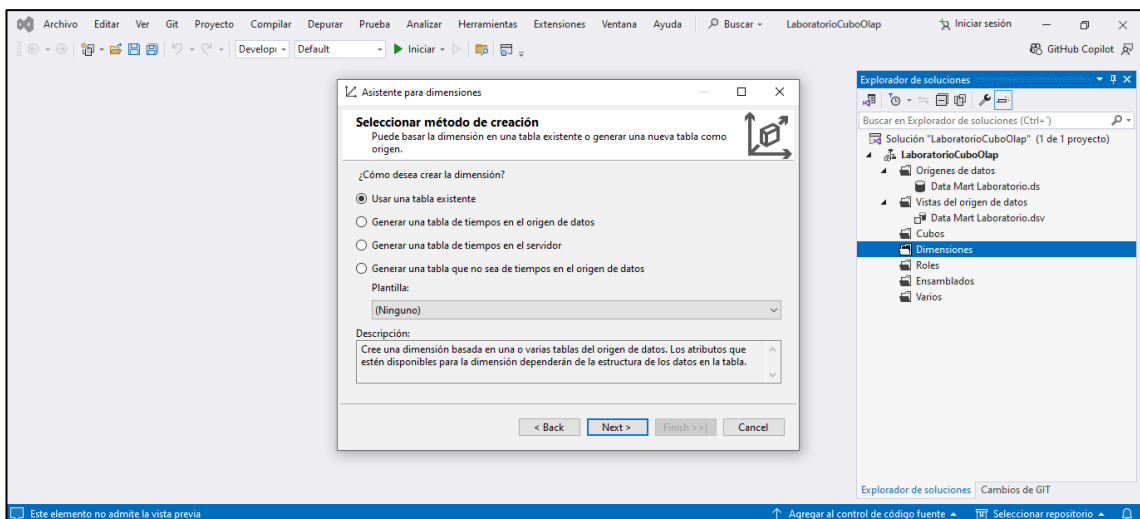 Archivo Editar Ver Git Proyecto Compilar Depurar Prueba Analizar Herramientas Extensiones Ventana Ayuda Buscar LaboratorioCuboOlap Iniciar sesión
Develop Default Iniciar GitHub Copilot
Asistente para dimensiones
Seleccionar método de creación
Puede basar la dimensión en una tabla existente o generar una nueva tabla como
origen.
¿Cómo desea crear la dimensión?
Usar una tabla existente
Generar una tabla de tiempos en el origen de datos
Generar una tabla de tiempos en el servidor
Generar una tabla que no sea de tiempos en el origen de datos
Plantilla:
(Ninguno)
Descripción:
Cree una dimensión basada en una o varias tablas del origen de datos. Los atributos que
estén disponibles para la dimensión dependerán de la estructura de los datos en la tabla.
< Back Next > Finish >>| Cancel
Explorador de soluciones
Buscar en Explorador de soluciones (Ctrl+')
Solución "LaboratorioCuboOlap" (1 de 1 proyecto)
LaboratorioCuboOlap
Orígenes de datos
Data Mart Laboratorio.ds
Vistas del origen de datos
Data Mart Laboratorio.dsv
Cubos
Dimensiones
Roles
Ensamblados
Varios
Explorador de soluciones Cambios de GIT
Este elemento no admite la vista previa Agregar al control de código fuente Seleccionar repositorio